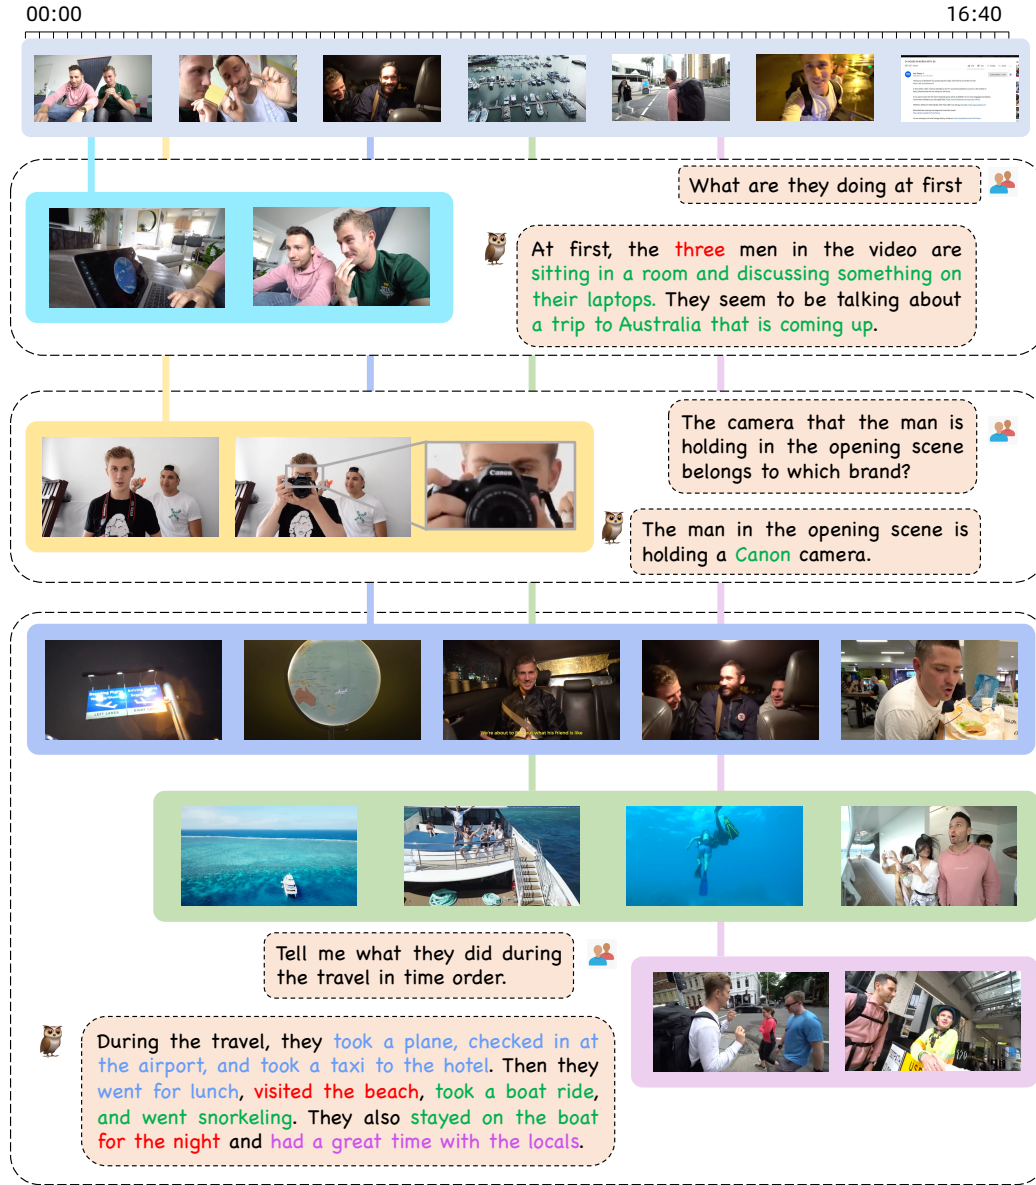 00:00
16:40
What are they doing at first
At first, the three men in the video are
sitting in a room and discussing something on
their laptops. They seem to be talking about
a trip to Australia that is coming up.
The camera that the man is
holding in the opening scene
belongs to which brand?
Canon
The man in the opening scene is
holding a Canon camera.
LEFT LANES
Tell me what they did during
the travel in time order.
During the travel, they took a plane, checked in at
the airport, and took a taxi to the hotel. Then they
went for lunch, visited the beach, took a boat ride,
and went snorkeling. They also stayed on the boat
for the night and had a great time with the locals.